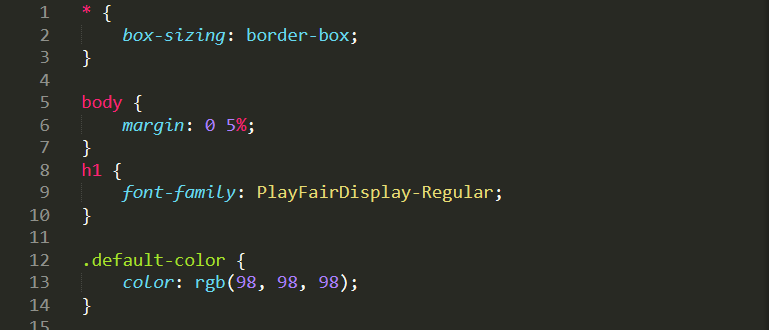 1 * {
2     box-sizing: border-box;
3 }
4
5 body {
6     margin: 0 5%;
7 }
8 h1 {
9     font-family: PlayFairDisplay-Regular;
10 }
11
12 .default-color {
13     color: rgb(98, 98, 98);
14 }
15